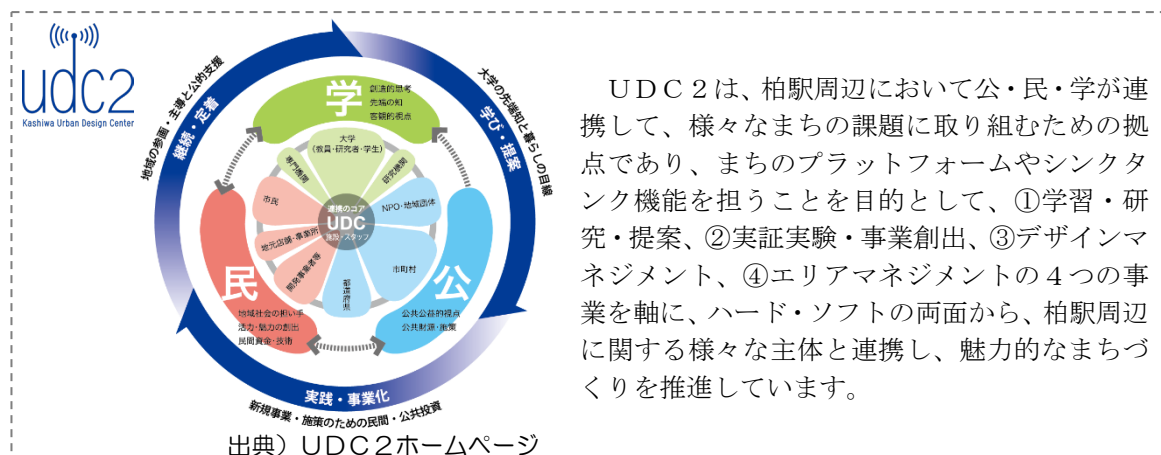 udc2
Kashiwa Urban Design Center
地域の参画・主導と公的支援
継続・定着
大学の先端知と暮らしの目線
学び・提案
学
創造的思考
先端の知
客観的視点
大学
(教員・研究者・学生)
専門機関
研究機関
市民
NPO・地域団体
連携のコア
UDC
施設・スタッフ
地元店舗・事業所
開発事業者等
都道府県
市町村
民
地域社会の担い手
活力・魅力の創出
民間資金・技術
公
公共公益的視点
公共財源・施策
実践・事業化
新規事業・施策のための民間・公共投資
出典)UDC2ホームページ
UDC2は、柏駅周辺において公・民・学が連
携して、様々なまちの課題に取り組むための拠
点であり、まちのプラットフォームやシンクタ
ンク機能を担うことを目的として、①学習・研
究・提案、②実証実験・事業創出、③デザインマ
ネジメント、④エリアマネジメントの4つの事
業を軸に、ハード・ソフトの両面から、柏駅周辺
に関する様々な主体と連携し、魅力的なまちづ
くりを推進しています。